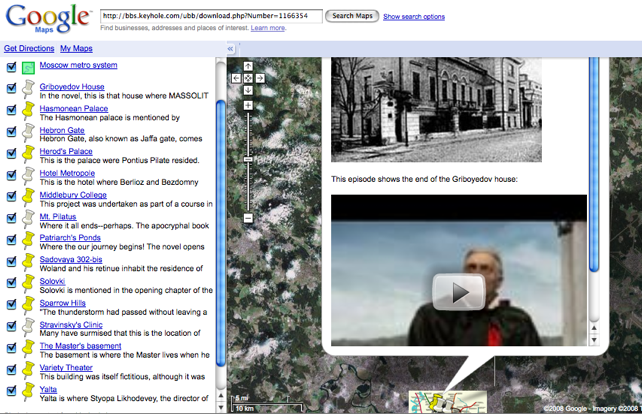 Google
Maps
http://bbs.keyhole.com/ubb/download.php?Number=1166354
Search Maps
Show search options
Find businesses, addresses and places of interest. Learn more.
Get Directions My Maps
«
Moscow metro system
Griboyedov House
In the novel, this is that house where MASSOLIT
Hasmonean Palace
The Hasmonean Palace is mentioned by
Hebron Gate
Hebron Gate, also known as Jaffa gate, comes
Herod's Palace
This is the palace were Pontius Pilate resided.
Hotel Metropole
This is the hotel where Berlioz and Bezdomny
Middlebury College
This project was undertaken as part of a course in
Mt. Pilatus
Where it all ends--perhaps. The apocryphal book
Patriarch's Ponds
Where the our journey begins! The novel opens
Sadovaya 302-bis
Woland and his retinue inhabit the residence of
Solovki
Solovki is mentioned in the opening chapter of the
Sparrow Hills
"The thunderstorm had passed without leaving a
Stravinsky's Clinic
Many have surmised that this is the location of
The Master's basement
The basement is where the Master lives when he
Variety Theater
This building was itself fictitious, although it was
Yalta
Yalta is where Styopa Likhodevey, the director of
This episode shows the end of the Griboyedov house:
5 mi
10 km
©2008 Google - Imagery ©2008